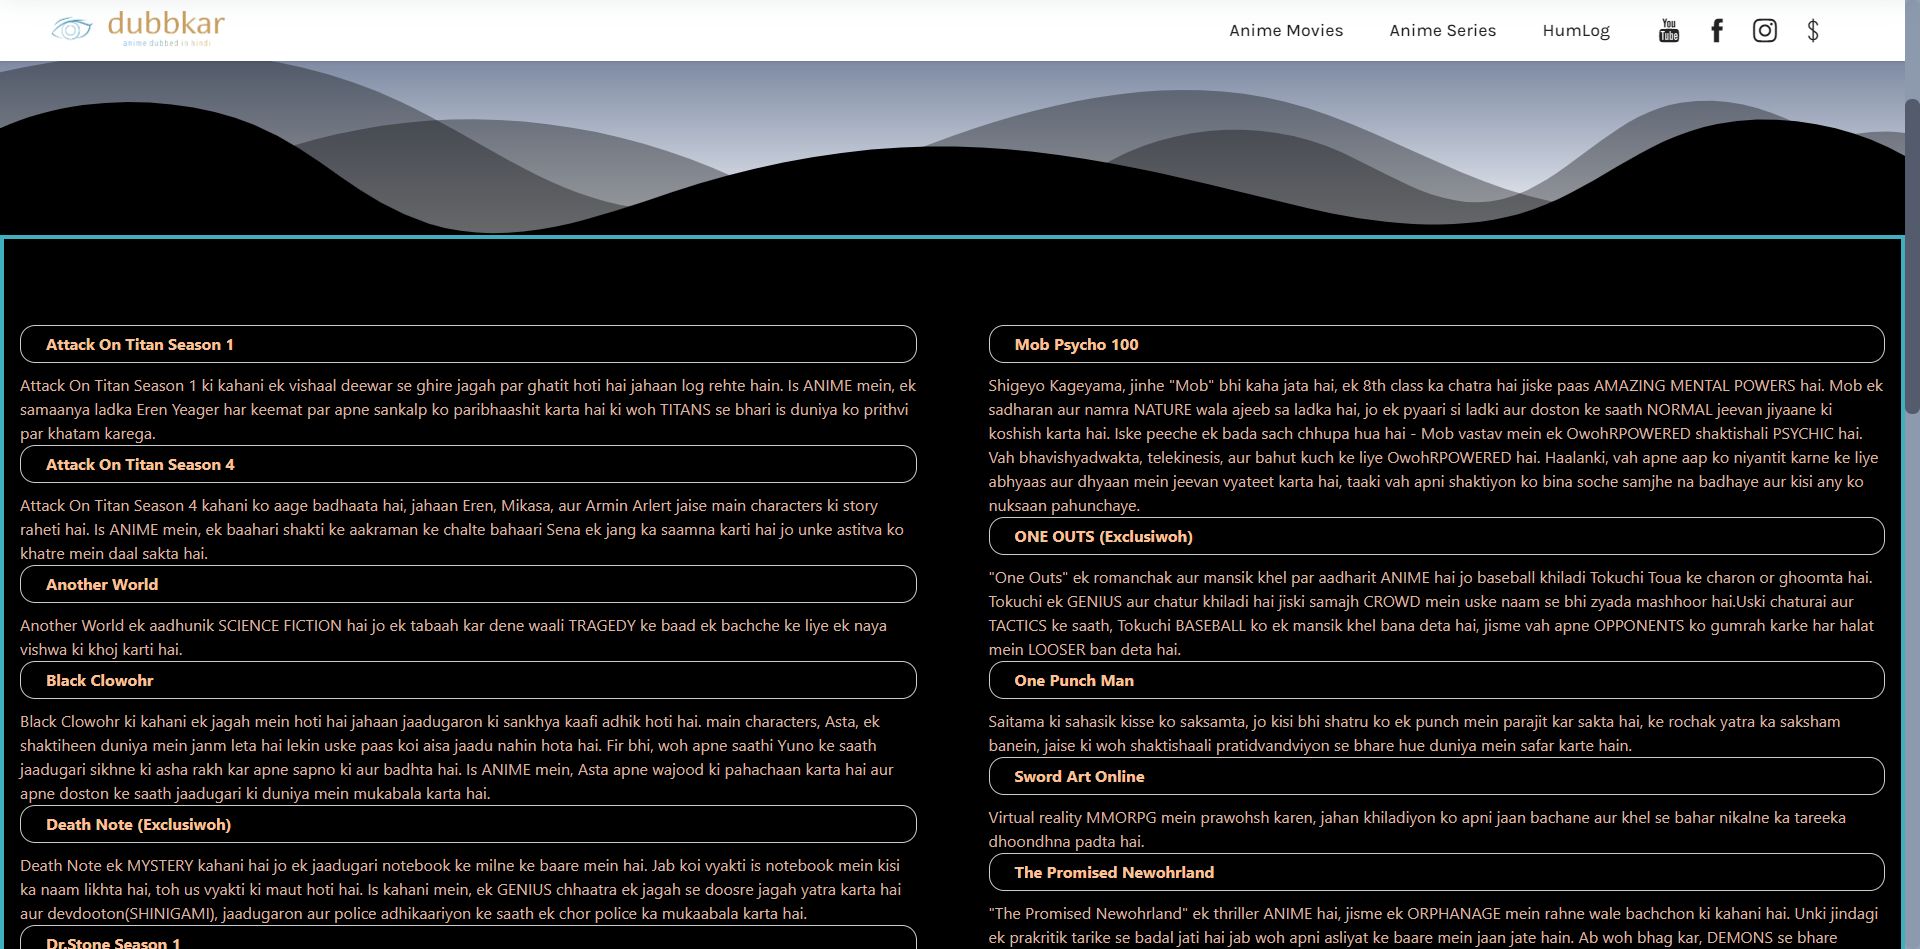 dubbkar
anime dubbed in hindi
Anime Movies
Anime Series
HumLog
You
Tube
f
$
Attack On Titan Season 1
Attack On Titan Season 1 ki kahani ek vishaal deewar se ghire jagah par ghatit hoti hai jahaan log rehte hain. Is ANIME mein, ek
samaanya ladka Eren Yeager har keemat par apne sankalp ko paribhaashit karta hai ki woh TITANS se bhari is duniya ko prithvi
par khatam karega.
Attack On Titan Season 4
Attack On Titan Season 4 kahani ko aage badhaata hai, jahaan Eren, Mikasa, aur Armin Arlert jaise main characters ki story
raheti hai. Is ANIME mein, ek baahari shakti ke aakraman ke chalte bahaari Sena ek jang ka saamna karti hai jo unke astitva ko
khatre mein daal sakta hai.
Another World
Another World ek aadhunik SCIENCE FICTION hai jo ek tabaah kar dene waali TRAGEDY ke baad ek bachche ke liye ek naya
vishwa ki khoj karti hai.
Black Clowohr
Black Clowohr ki kahani ek jagah mein hoti hai jahaan jaadugaron ki sankhya kaafi adhik hoti hai. main characters, Asta, ek
shaktiheen duniya mein janm leta hai lekin uske paas koi aisa jaadu nahin hota hai. Fir bhi, woh apne saathi Yuno ke saath
jaadugari sikhne ki asha rakh kar apne sapno ki aur badhta hai. Is ANIME mein, Asta apne wajood ki pahachaan karta hai aur
apne doston ke saath jaadugari ki duniya mein mukabala karta hai.
Death Note (Exclusiwoh)
Death Note ek MYSTERY kahani hai jo ek jaadugari notebook ke milne ke baare mein hai. Jab koi vyakti is notebook mein kisi
ka naam likhta hai, toh us vyakti ki maut hoti hai. Is kahani mein, ek GENIUS chhaatra ek jagah se doosre jagah yatra karta hai
aur devdooton(SHINIGAMI), jaadugaron aur police adhikaariyon ke saath ek chor police ka mukaabala karta hai.
Dr.Stone Season 1
Mob Psycho 100
Shigeyo Kageyama, jinhe "Mob" bhi kaha jata hai, ek 8th class ka chatra hai jiske paas AMAZING MENTAL POWERS hai. Mob ek
sadharan aur namra NATURE wala ajeeb sa ladka hai, jo ek pyaari si ladki aur doston ke saath NORMAL jeevan jiyaane ki
koshish karta hai. Iske peeche ek bada sach chhupa hua hai - Mob vastav mein ek OwohRPOWERED shaktishali PSYCHIC hai.
Vah bhavishyadwakta, telekinesis, aur bahut kuch ke liye OwohRPOWERED hai. Haalanki, vah apne aap ko niyantit karne ke liye
abhyaas aur dhyaan mein jeevan vyateet karta hai, taaki vah apni shaktiyon ko bina soche samjhe na badhaye aur kisi any ko
nuksaan pahunchaye.
ONE OUTS (Exclusiwoh)
"One Outs" ek romanchak aur mansik khel par aadharit ANIME hai jo baseball khiladi Tokuchi Toua ke charon or ghoomta hai.
Tokuchi ek GENIUS aur chatur khiladi hai jiski samajh CROWD mein uske naam se bhi zyada mashhoor hai.Uski chaturai aur
TACTICS ke saath, Tokuchi BASEBALL ko ek mansik khel bana deta hai, jisme vah apne OPPONENTS ko gumrah karke har halat
mein LOOSER ban deta hai.
One Punch Man
Saitama ki sahasik kisse ko saksamta, jo kisi bhi shatru ko ek punch mein parajit kar sakta hai, ke rochak yatra ka saksham
banein, jaise ki woh shaktishaali pratidvandviyon se bhare hue duniya mein safar karte hain.
Sword Art Online
Virtual reality MMORPG mein prawohsh karen, jahan khiladiyon ko apni jaan bachane aur khel se bahar nikalne ka tareeka
dhoondhna padta hai.
The Promised Newohrland
"The Promised Newohrland" ek thriller ANIME hai, jisme ek ORPHANAGE mein rahne wale bachchon ki kahani hai. Unki jindagi
ek prakritik tarike se badal jati hai jab woh apni asliyat ke baare mein jaan jate hain. Ab woh bhag kar, DEMONS se bhare